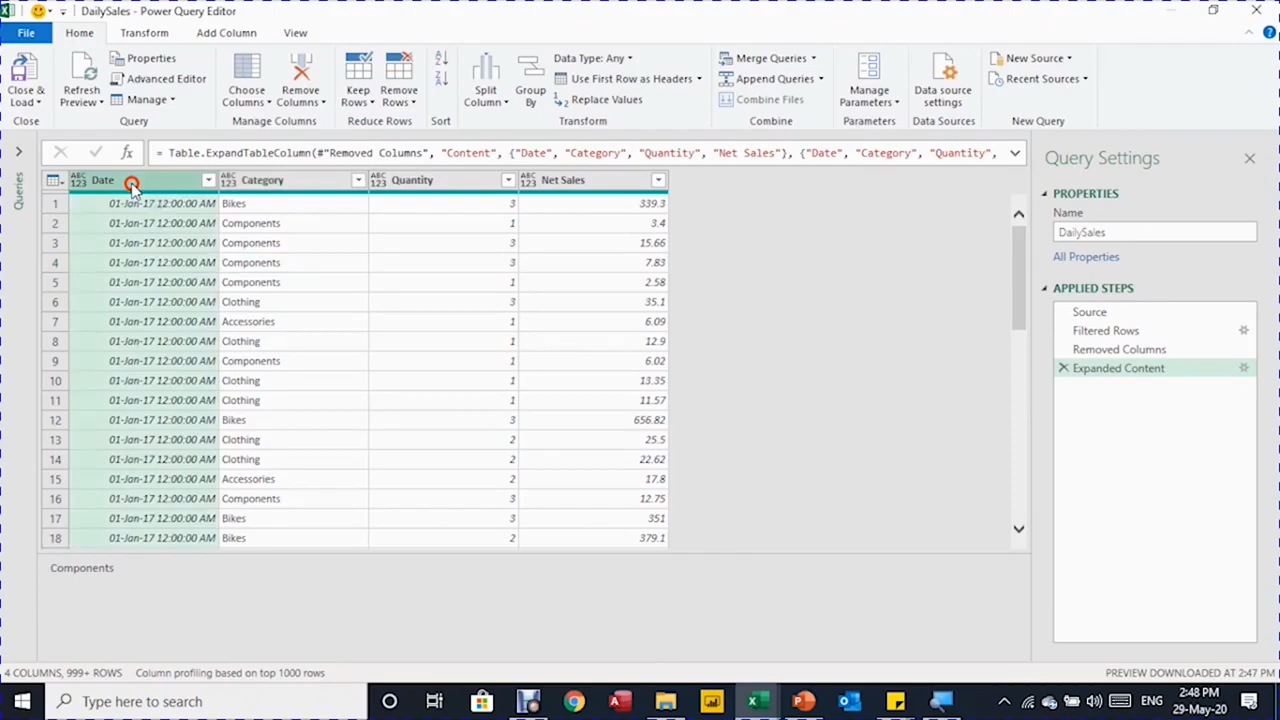 DailySales - Power Query Editor
File Home Transform Add Column View
Close & Load Refresh Preview Properties Advanced Editor Manage Choose Columns Remove Columns Keep Rows Remove Rows Split Column Group By Data Type: Any Use First Row as Headers Replace Values Merge Queries Append Queries Combine Files Manage Parameters Data source settings New Source Recent Sources
Close Query Manage Columns Reduce Rows Sort Transform Combine Parameters Data Sources New Query
fx = Table.ExpandTableColumn(#"Removed Columns", "Content", {"Date", "Category", "Quantity", "Net Sales"}, {"Date", "Category", "Quantity",
Queries
ABC 123 Date ABC 123 Category ABC 123 Quantity ABC 123 Net Sales
1 01-Jan-17 12:00:00 AM Bikes 3 339.3
2 01-Jan-17 12:00:00 AM Components 1 3.4
3 01-Jan-17 12:00:00 AM Components 3 15.66
4 01-Jan-17 12:00:00 AM Components 3 7.83
5 01-Jan-17 12:00:00 AM Components 1 2.58
6 01-Jan-17 12:00:00 AM Clothing 3 35.1
7 01-Jan-17 12:00:00 AM Accessories 1 6.09
8 01-Jan-17 12:00:00 AM Clothing 1 12.9
9 01-Jan-17 12:00:00 AM Components 1 6.02
10 01-Jan-17 12:00:00 AM Clothing 1 13.35
11 01-Jan-17 12:00:00 AM Clothing 1 11.57
12 01-Jan-17 12:00:00 AM Bikes 3 656.82
13 01-Jan-17 12:00:00 AM Clothing 2 25.5
14 01-Jan-17 12:00:00 AM Clothing 2 22.62
15 01-Jan-17 12:00:00 AM Accessories 2 17.8
16 01-Jan-17 12:00:00 AM Components 3 12.75
17 01-Jan-17 12:00:00 AM Bikes 3 351
18 01-Jan-17 12:00:00 AM Bikes 2 379.1
Components
Query Settings
PROPERTIES
Name
DailySales
All Properties
APPLIED STEPS
Source
Filtered Rows
Removed Columns
Expanded Content
4 COLUMNS, 999+ ROWS Column profiling based on top 1000 rows PREVIEW DOWNLOADED AT 2:47 PM
Type here to search ENG 2:48 PM
29-May-20